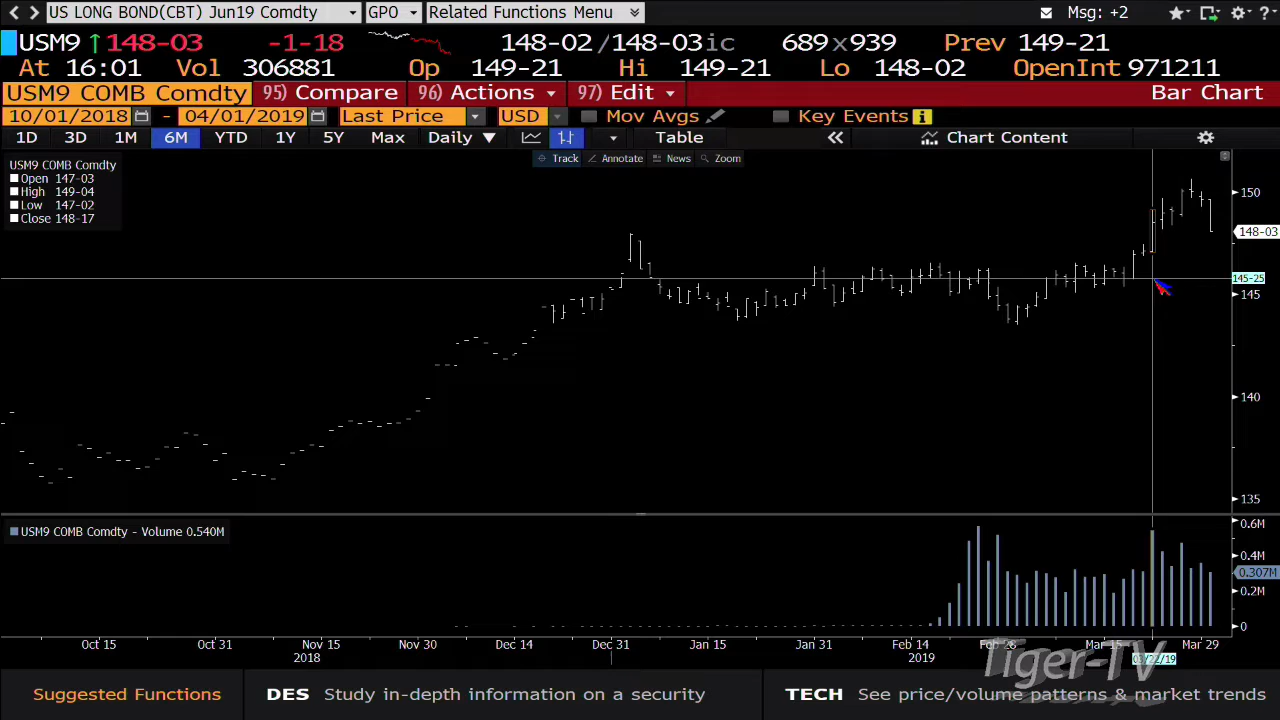 US LONG BOND(CBT) Jun19 Comdty GPO Related Functions Menu Msg: +2
USM9 ↑148-03 -1-18 148-02/148-03ic 689x939 Prev 149-21
At 16:01 Vol 306881 Op 149-21 Hi 149-21 Lo 148-02 OpenInt 971211
USM9 COMB Comdty 95) Compare 96) Actions 97) Edit Bar Chart
10/01/2018 - 04/01/2019 Last Price USD Mov Avgs Key Events
1D 3D 1M 6M YTD 1Y 5Y Max Daily ▼ Table « Chart Content
Track Annotate News Zoom
USM9 COMB Comdty
Open 147-03
High 149-04
Low 147-02
Close 148-17
150
148-03
145-25
145
140
135
USM9 COMB Comdty - Volume 0.540M
0.6M
0.4M
0.307M
0.2M
0
Oct 15 Oct 31 Nov 15 Nov 30 Dec 14 Dec 31 Jan 15 Jan 31 Feb 14 Feb 28 Mar 15 Mar 29
2018 2019 03/22/19
Tiger-TV
Suggested Functions DES Study in-depth information on a security TECH See price/volume patterns & market trends